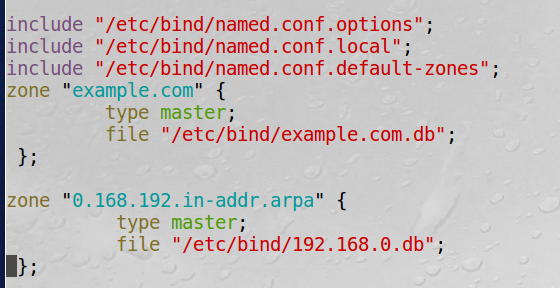 include "/etc/bind/named.conf.options";
include "/etc/bind/named.conf.local";
include "/etc/bind/named.conf.default-zones";
zone "example.com" {
        type master;
        file "/etc/bind/example.com.db";
 };

zone "0.168.192.in-addr.arpa" {
         type master;
         file "/etc/bind/192.168.0.db";
 };